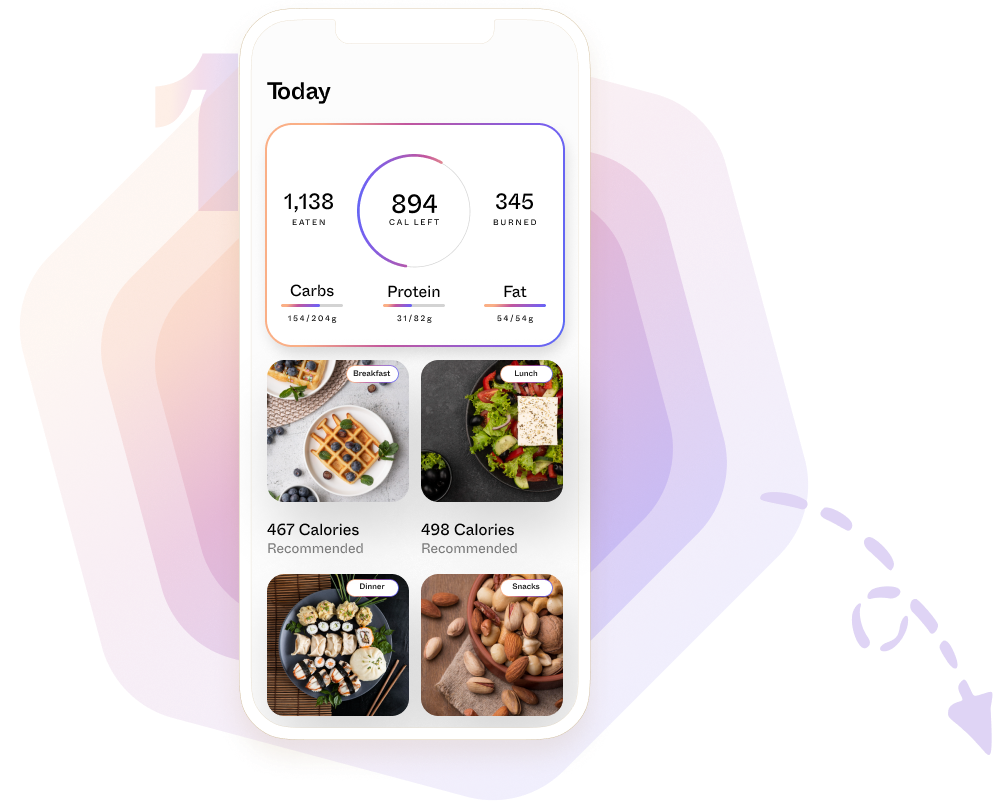 1
Today
1,138
EATEN
894
CAL LEFT
345
BURNED
Carbs
154/204g
Protein
31/82g
Fat
54/54g
Breakfast
Lunch
467 Calories
Recommended
498 Calories
Recommended
Dinner
Snacks